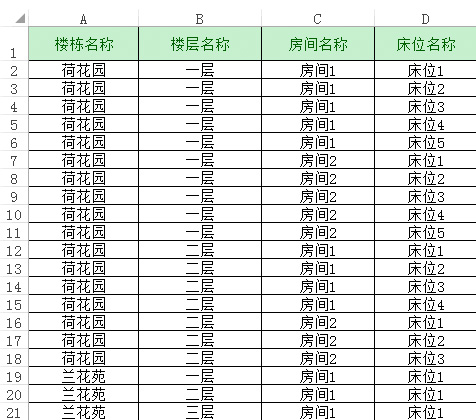 A B C D
1 楼栋名称 楼层名称 房间名称 床位名称
2 荷花园 一层 房间1 床位1
3 荷花园 一层 房间1 床位2
4 荷花园 一层 房间1 床位3
5 荷花园 一层 房间1 床位4
6 荷花园 一层 房间1 床位5
7 荷花园 一层 房间2 床位1
8 荷花园 一层 房间2 床位2
9 荷花园 一层 房间2 床位3
10 荷花园 一层 房间2 床位4
11 荷花园 一层 房间2 床位5
12 荷花园 二层 房间1 床位1
13 荷花园 二层 房间1 床位2
14 荷花园 二层 房间1 床位3
15 荷花园 二层 房间1 床位4
16 荷花园 二层 房间2 床位1
17 荷花园 二层 房间2 床位2
18 荷花园 二层 房间2 床位3
19 兰花苑 一层 房间1 床位1
20 兰花苑 二层 房间1 床位1
21 兰花苑 三层 房间1 床位1